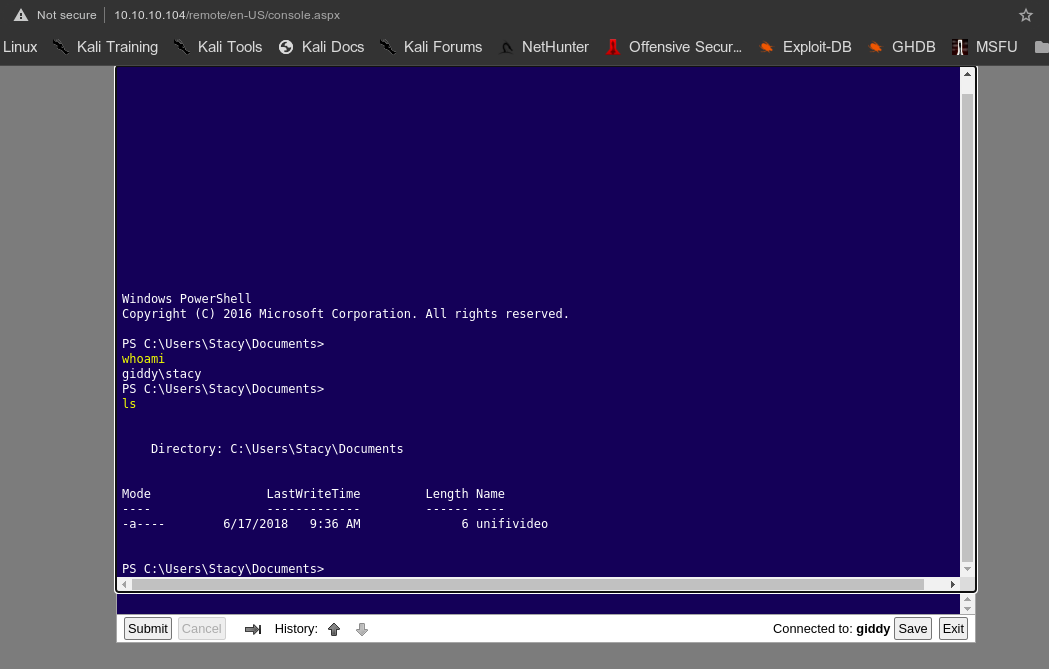 Not secure 10.10.10.104/remote/en-US/console.aspx
Linux Kali Training Kali Tools Kali Docs Kali Forums NetHunter Offensive Secur... Exploit-DB GHDB MSFU
Windows PowerShell
Copyright (C) 2016 Microsoft Corporation. All rights reserved.
PS C:\Users\Stacy\Documents>
whoami
giddy\stacy
PS C:\Users\Stacy\Documents>
ls
Directory: C:\Users\Stacy\Documents
Mode LastWriteTime Length Name
---- ------------- ------ ----
-a---- 6/17/2018 9:36 AM 6 unifivideo
PS C:\Users\Stacy\Documents>
Submit Cancel History: Connected to: giddy Save Exit